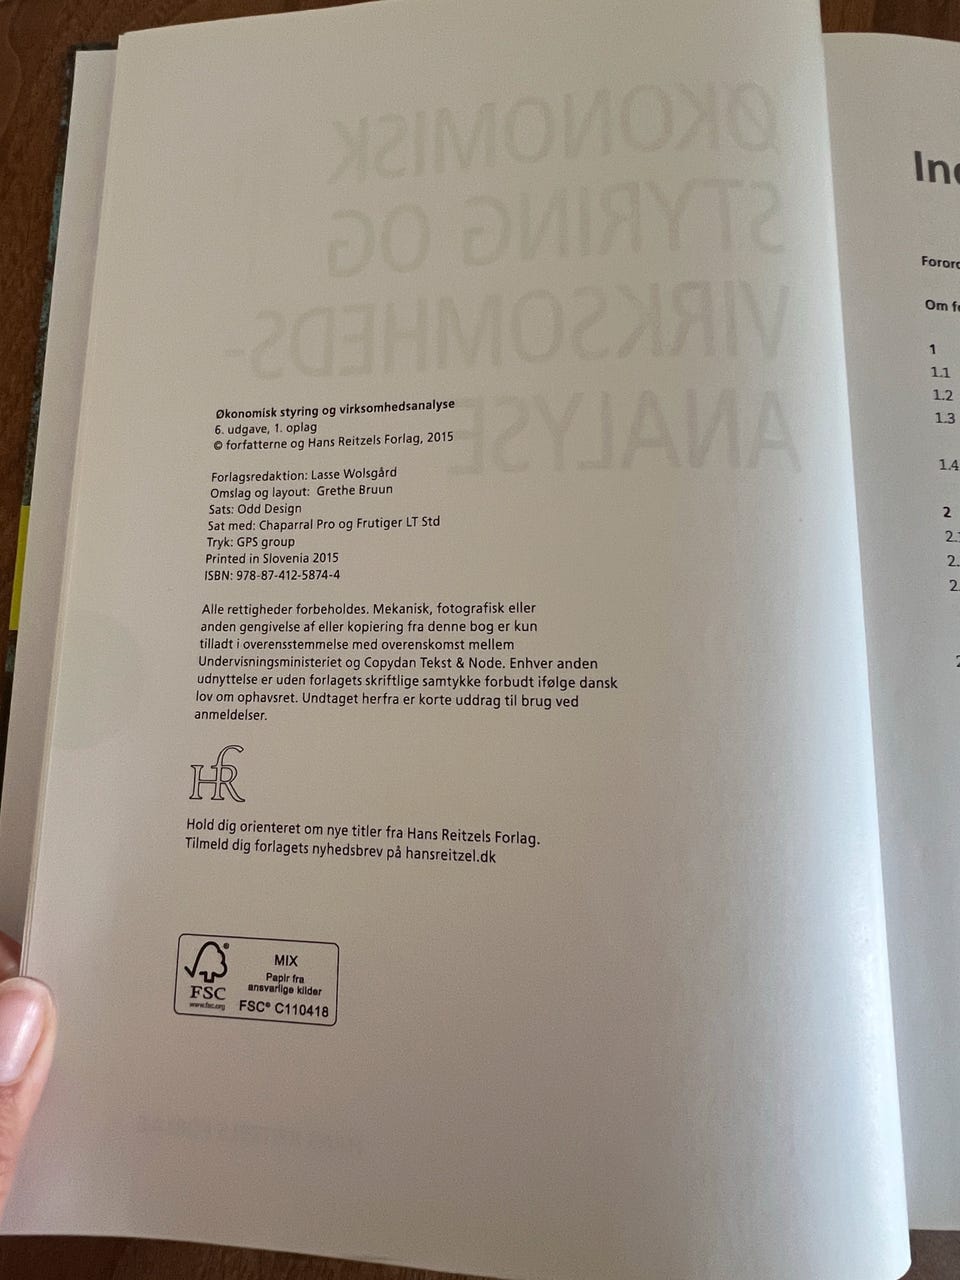 ØKONOMISK
STYRING OG
VIRKSOMHEDS-
ANALYSE
Økonomisk styring og virksomhedsanalyse
6. udgave, 1. oplag
© forfatterne og Hans Reitzels Forlag, 2015
Forlagsredaktion: Lasse Wolsgård
Omslag og layout: Grethe Bruun
Sats: Odd Design
Sat med: Chaparral Pro og Frutiger LT Std
Tryk: GPS group
Printed in Slovenia 2015
ISBN: 978-87-412-5874-4
Alle rettigheder forbeholdes. Mekanisk, fotografisk eller
anden gengivelse af eller kopiering fra denne bog er kun
tilladt i overensstemmelse med overenskomst mellem
Undervisningsministeriet og Copydan Tekst & Node. Enhver anden
udnyttelse er uden forlagets skriftlige samtykke forbudt ifølge dansk
lov om ophavsret. Undtaget herfra er korte uddrag til brug ved
anmeldelser.
HR
Hold dig orienteret om nye titler fra Hans Reitzels Forlag.
Tilmeld dig forlagets nyhedsbrev på hansreitzel.dk
FSC
www.fsc.org
MIX
Papir fra
ansvarlige kilder
FSC® C110418
Om
1
1.1
1.2
1.3
1.4
2